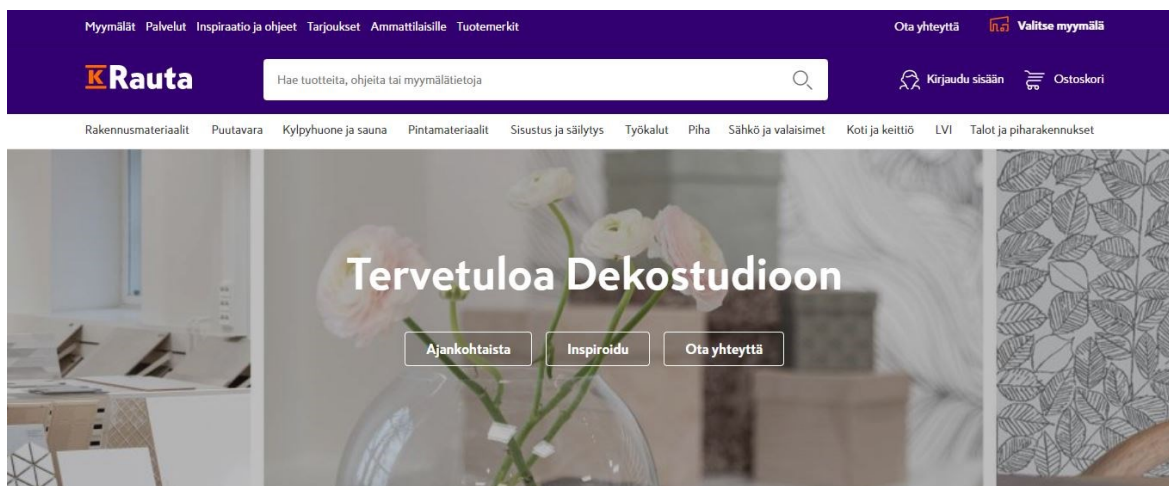 Myymälät Palvelut Inspiraatio ja ohjeet Tarjoukset Ammattilaisille Tuotemerkit Ota yhteyttä Valitse myymälä
K Rauta Hae tuotteita, ohjeita tai myymälätietoja Kirjaudu sisään Ostoskori
Rakennusmateriaalit Puutavara Kylpyhuone ja sauna Pintamateriaalit Sisustus ja säilytys Työkalut Piha Sähkö ja valaisimet Koti ja keittiö LVI Talot ja piharakennukset
Tervetuloa Dekostudioon
Ajankohtaista Inspiroidu Ota yhteyttä